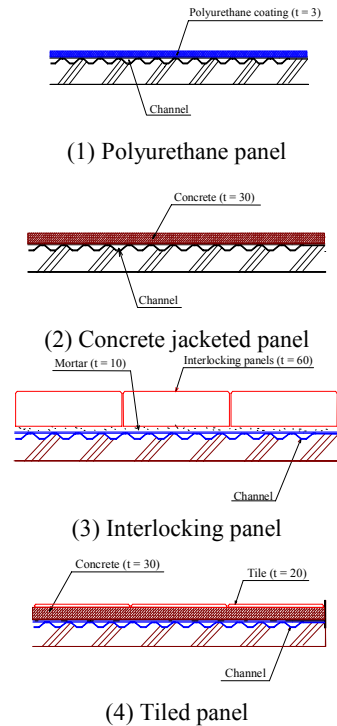 Polyurethane coating (t = 3)
Channel
(1) Polyurethane panel
Concrete (t = 30)
Channel
(2) Concrete jacketed panel
Mortar (t = 10) Interlocking panels (t = 60)
Channel
(3) Interlocking panel
Concrete (t = 30) Tile (t = 20)
Channel
(4) Tiled panel